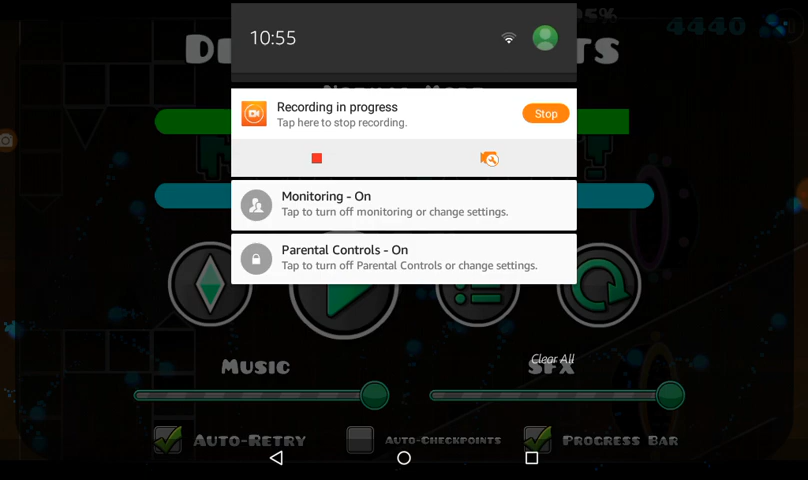 10:55
5%
4440
Recording in progress
Tap here to stop recording.
Stop
Monitoring - On
Tap to turn off monitoring or change settings.
Parental Controls - On
Tap to turn off Parental Controls or change settings.
Clear All
Music
SFX
Auto-Retry
Auto-Checkpoints
Progress Bar